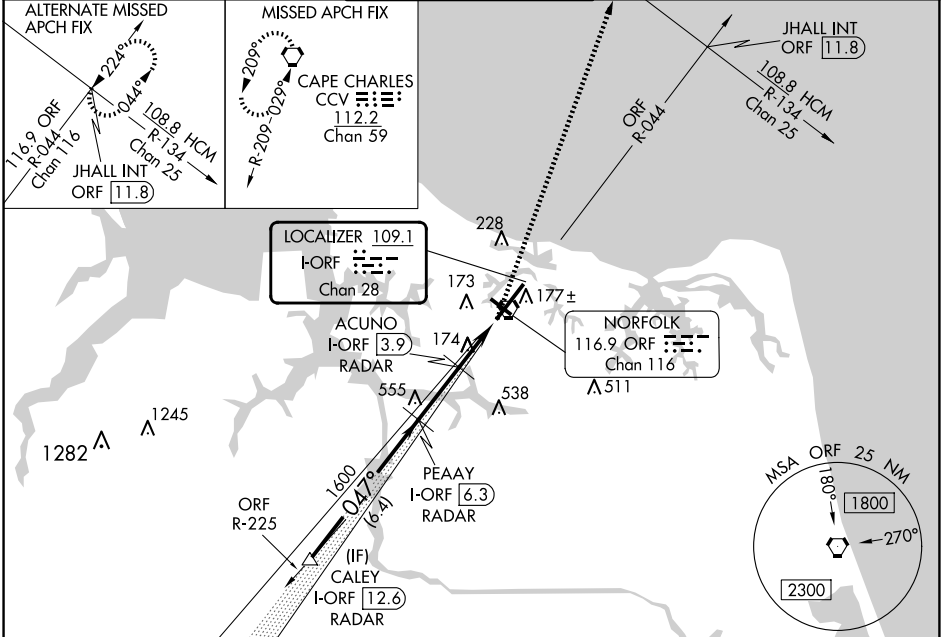 ALTERNATE MISSED
APCH FIX
224°
044°
116.9 ORF
R-044
Chan 116
108.8 HCM
R-134
Chan 25
JHALL INT
ORF 11.8
MISSED APCH FIX
209°
R-209
029°
CAPE CHARLES
CCV
112.2
Chan 59
JHALL INT
ORF 11.8
108.8 HCM
R-134
Chan 25
ORF
R-044
228
LOCALIZER 109.1
I-ORF
Chan 28
173
177±
ACUNO
I-ORF 3.9
RADAR
174
NORFOLK
116.9 ORF
Chan 116
555
538
511
1245
1282
PEAAY
I-ORF 6.3
RADAR
1600
047°
(6.4)
ORF
R-225
(IF)
CALEY
I-ORF 12.6
RADAR
MSA ORF 25 NM
180°
1800
270°
2300